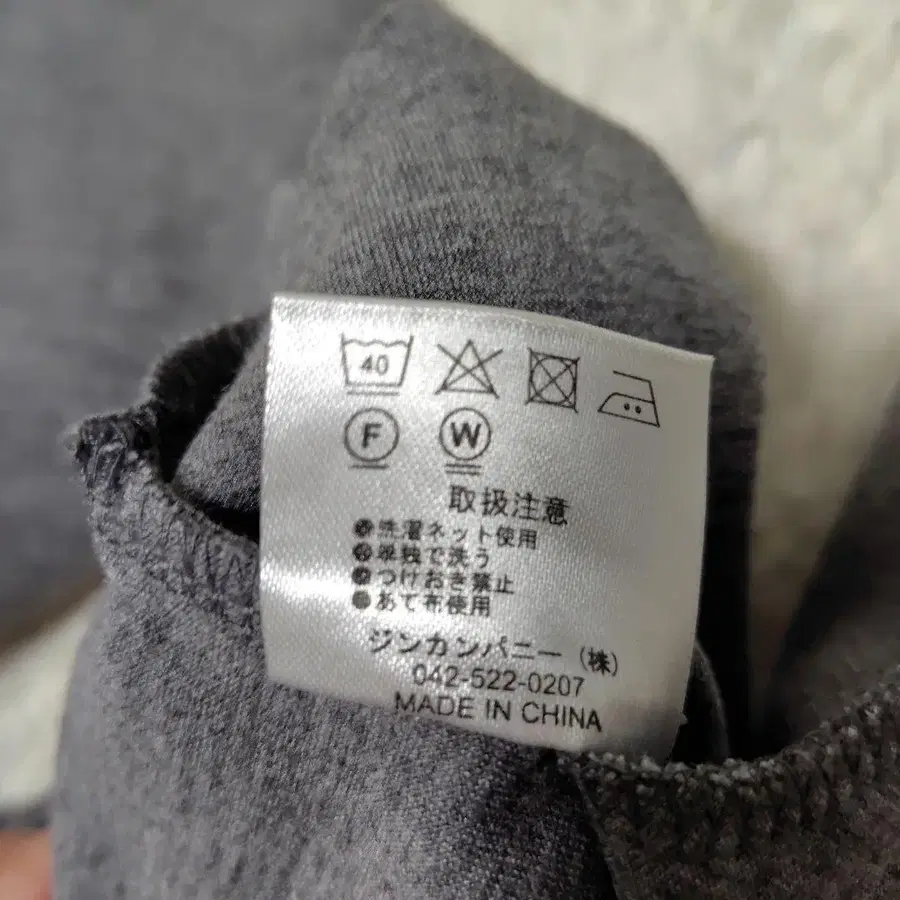 40
F W
取扱注意
●洗濯ネット使用
●単独で洗う
●つけおき禁止
●あて布使用
ジンカンパニー(株)
042-522-0207
MADE IN CHINA